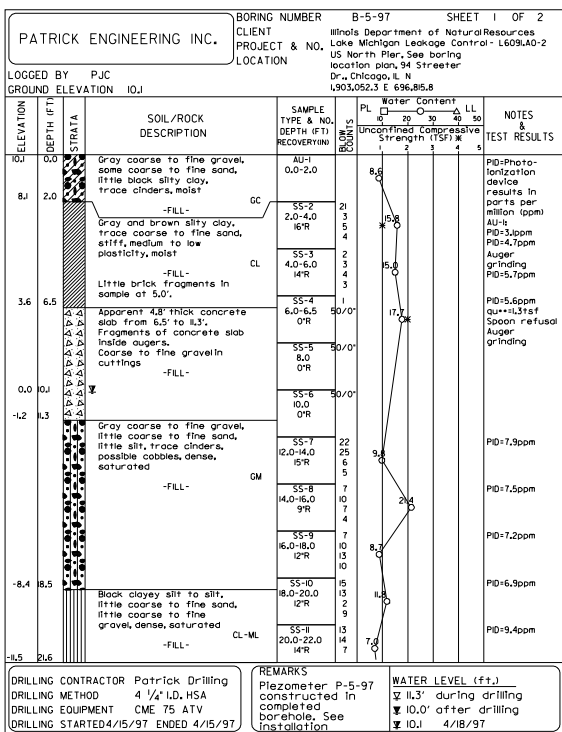 PATRICK ENGINEERING INC.
BORING NUMBER B-5-97 SHEET 1 OF 2
CLIENT Illinois Department of Natural Resources
PROJECT & NO. Lake Michigan Leakage Control - L609LAO-2
LOCATION US North Pier, See boring
location plan, 94 Streeter
Dr., Chicago, IL N
1,903,052.3 E 696,815.8
LOGGED BY PJC
GROUND ELEVATION 10.1
ELEVATION
DEPTH (FT)
STRATA
SOIL/ROCK
DESCRIPTION
SAMPLE
TYPE & NO.
DEPTH (FT)
RECOVERY(IN)
BLOW
COUNTS
Water Content
PL LL
10 20 30 40 50
Unconfined Compressive
Strength (TSF) ✱
1 2 3 4 5
NOTES
&
TEST RESULTS
10.1 0.0
Gray coarse to fine gravel,
some coarse to fine sand,
little black silty clay,
trace cinders, moist
GC
-FILL-
AU-1
0.0-2.0
8.6
PID=Photo-
ionization
device
results in
parts per
million (ppm)
AU-1:
PID=3.1ppm
8.1 2.0
Gray and brown silty clay,
trace coarse to fine sand,
stiff, medium to low
plasticity, moist
CL
-FILL-
Little brick fragments in
sample at 5.0'.
SS-2
2.0-4.0
16"R
21
3
5
4
15.8
PID=4.7ppm
Auger
grinding
SS-3
4.0-6.0
14"R
2
3
4
3
15.0
PID=5.7ppm
3.6 6.5
Apparent 4.8' thick concrete
slab from 6.5' to 11.3'.
Fragments of concrete slab
inside augers.
Coarse to fine gravel in
cuttings
-FILL-
SS-4
6.0-6.5
0"R
1
50/0"
17.7
PID=5.6ppm
qu**=1.3tsf
Spoon refusal
Auger
grinding
SS-5
8.0
0"R
50/0"
0.0 10.1
SS-6
10.0
0"R
50/0"
-1.2 11.3
Gray coarse to fine gravel,
little coarse to fine sand,
little silt, trace cinders,
possible cobbles, dense,
saturated
GM
-FILL-
SS-7
12.0-14.0
15"R
22
25
6
5
9.8
PID=7.9ppm
SS-8
14.0-16.0
9"R
7
10
7
4
21.4
PID=7.5ppm
SS-9
16.0-18.0
12"R
7
10
13
10
8.7
PID=7.2ppm
-8.4 18.5
Black clayey silt to silt,
little coarse to fine sand,
little coarse to fine
gravel, dense, saturated
CL-ML
-FILL-
SS-10
18.0-20.0
12"R
15
13
2
9
11.8
PID=6.9ppm
SS-11
20.0-22.0
14"R
13
14
7
7.0
PID=9.4ppm
-11.5 21.6
DRILLING CONTRACTOR Patrick Drilling
DRILLING METHOD 4 1/4" I.D. HSA
DRILLING EQUIPMENT CME 75 ATV
DRILLING STARTED 4/15/97 ENDED 4/15/97
REMARKS
Piezometer P-5-97
constructed in
completed
borehole. See
installation
WATER LEVEL (ft.)
11.3' during drilling
10.0' after drilling
10.1 4/18/97